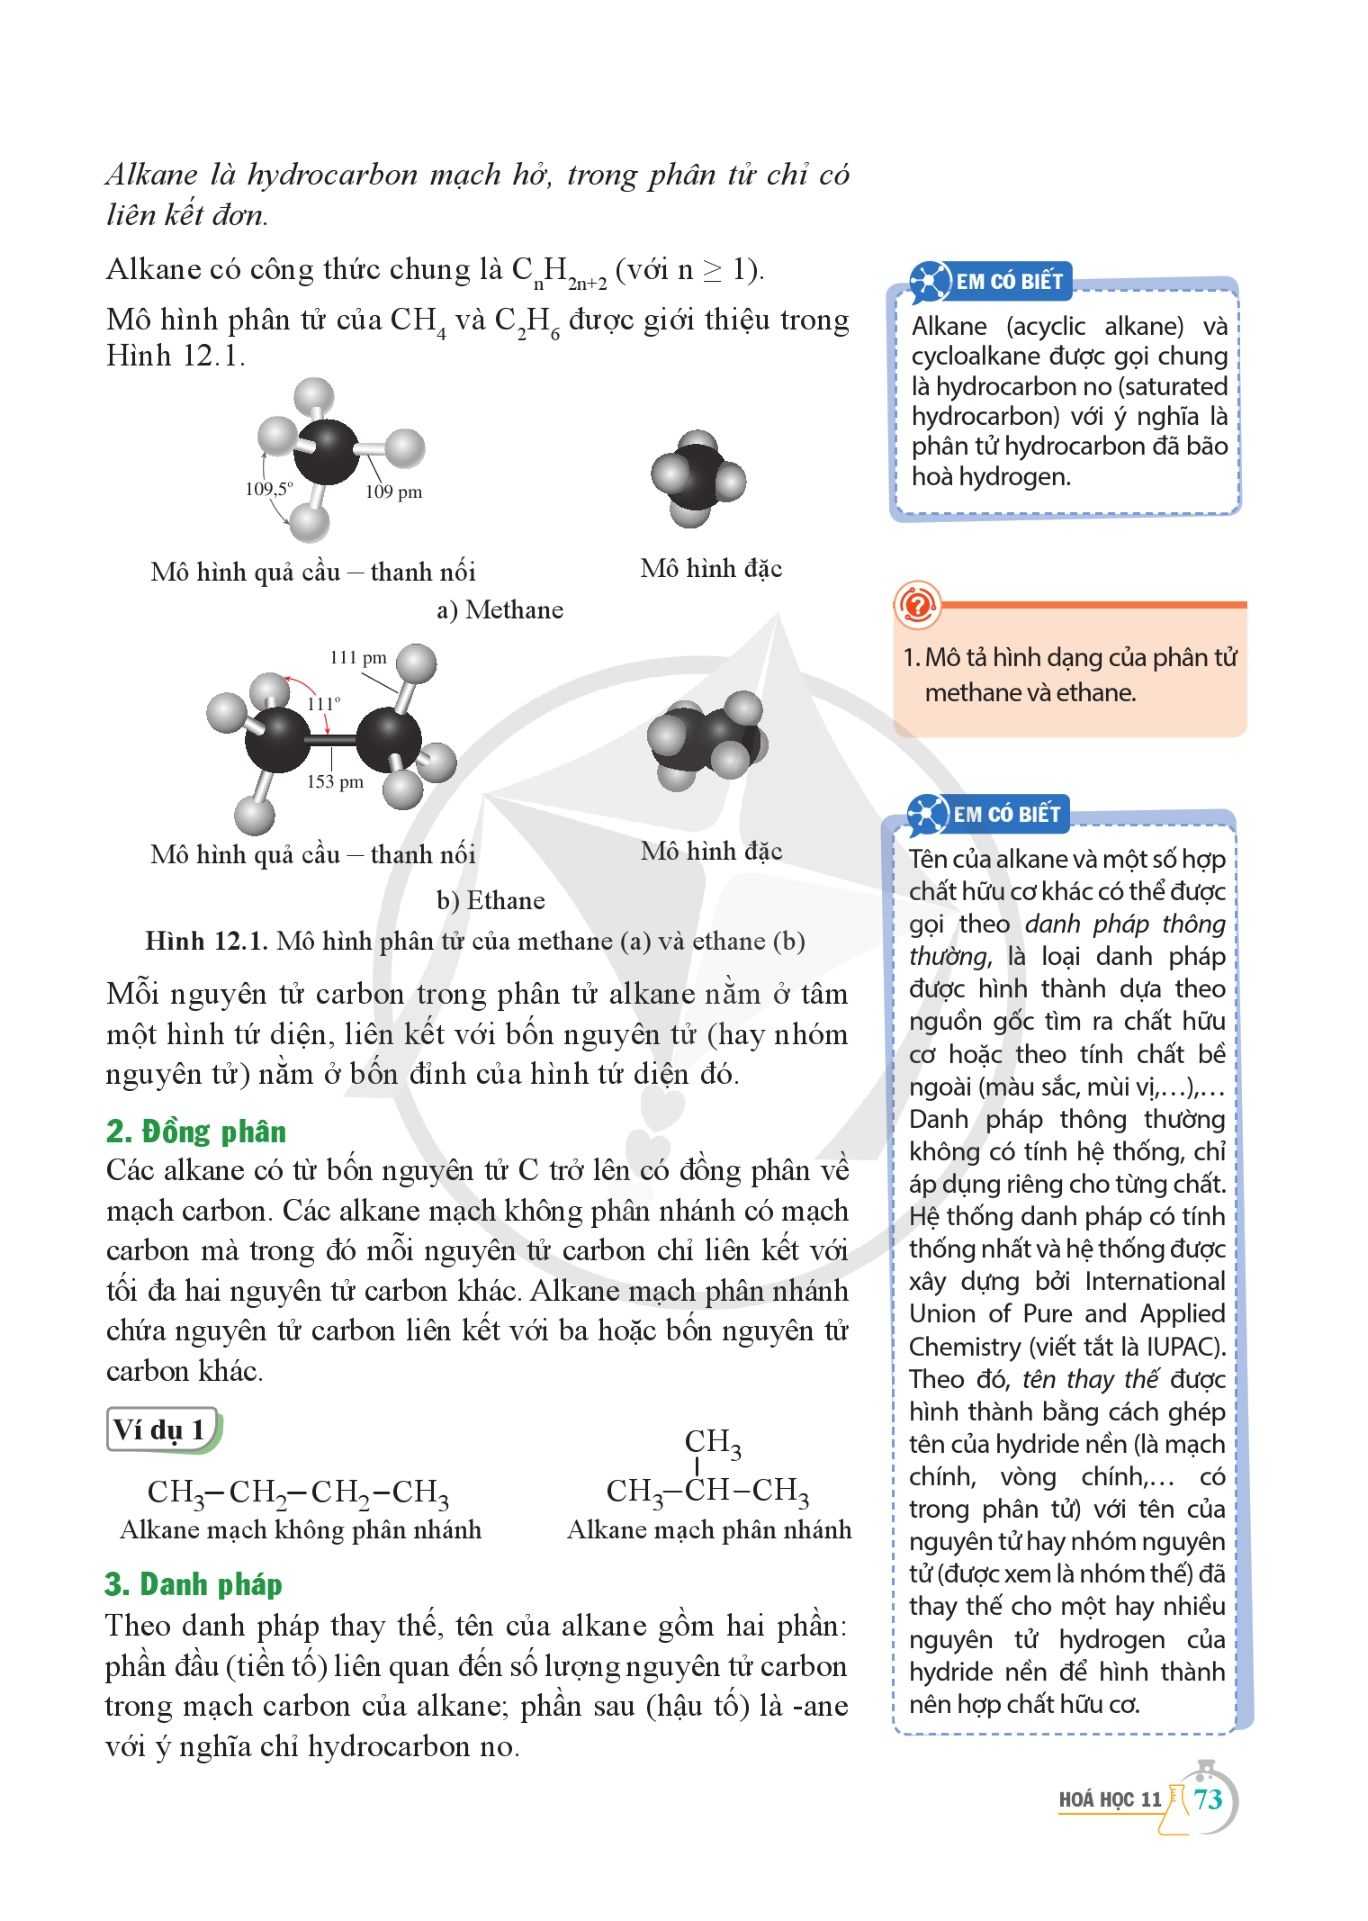 Alkane là hydrocarbon mạch hở, trong phân tử chỉ có
liên kết đơn.
Alkane có công thức chung là CₙH₂ₙ₊₂ (với n ≥ 1).
Mô hình phân tử của CH₄ và C₂H₆ được giới thiệu trong
Hình 12.1.
109,5°
109 pm
Mô hình quả cầu – thanh nối
Mô hình đặc
a) Methane
111 pm
111°
153 pm
Mô hình quả cầu – thanh nối
Mô hình đặc
b) Ethane
Hình 12.1. Mô hình phân tử của methane (a) và ethane (b)
Mỗi nguyên tử carbon trong phân tử alkane nằm ở tâm
một hình tứ diện, liên kết với bốn nguyên tử (hay nhóm
nguyên tử) nằm ở bốn đỉnh của hình tứ diện đó.
2. Đồng phân
Các alkane có từ bốn nguyên tử C trở lên có đồng phân về
mạch carbon. Các alkane mạch không phân nhánh có mạch
carbon mà trong đó mỗi nguyên tử carbon chỉ liên kết với
tối đa hai nguyên tử carbon khác. Alkane mạch phân nhánh
chứa nguyên tử carbon liên kết với ba hoặc bốn nguyên tử
carbon khác.
Ví dụ 1
CH₃–CH₂–CH₂–CH₃
Alkane mạch không phân nhánh
CH₃
CH₃–CH–CH₃
Alkane mạch phân nhánh
3. Danh pháp
Theo danh pháp thay thế, tên của alkane gồm hai phần:
phần đầu (tiền tố) liên quan đến số lượng nguyên tử carbon
trong mạch carbon của alkane; phần sau (hậu tố) là -ane
với ý nghĩa chỉ hydrocarbon no.
EM CÓ BIẾT
Alkane (acyclic alkane) và
cycloalkane được gọi chung
là hydrocarbon no (saturated
hydrocarbon) với ý nghĩa là
phân tử hydrocarbon đã bão
hoà hydrogen.
?
1. Mô tả hình dạng của phân tử
methane và ethane.
EM CÓ BIẾT
Tên của alkane và một số hợp
chất hữu cơ khác có thể được
gọi theo danh pháp thông
thường, là loại danh pháp
được hình thành dựa theo
nguồn gốc tìm ra chất hữu
cơ hoặc theo tính chất bề
ngoài (màu sắc, mùi vị,…),…
Danh pháp thông thường
không có tính hệ thống, chỉ
áp dụng riêng cho từng chất.
Hệ thống danh pháp có tính
thống nhất và hệ thống được
xây dựng bởi International
Union of Pure and Applied
Chemistry (viết tắt là IUPAC).
Theo đó, tên thay thế được
hình thành bằng cách ghép
tên của hydride nền (là mạch
chính, vòng chính,… có
trong phân tử) với tên của
nguyên tử hay nhóm nguyên
tử (được xem là nhóm thế) đã
thay thế cho một hay nhiều
nguyên tử hydrogen của
hydride nền để hình thành
nên hợp chất hữu cơ.
HOÁ HỌC 11 73